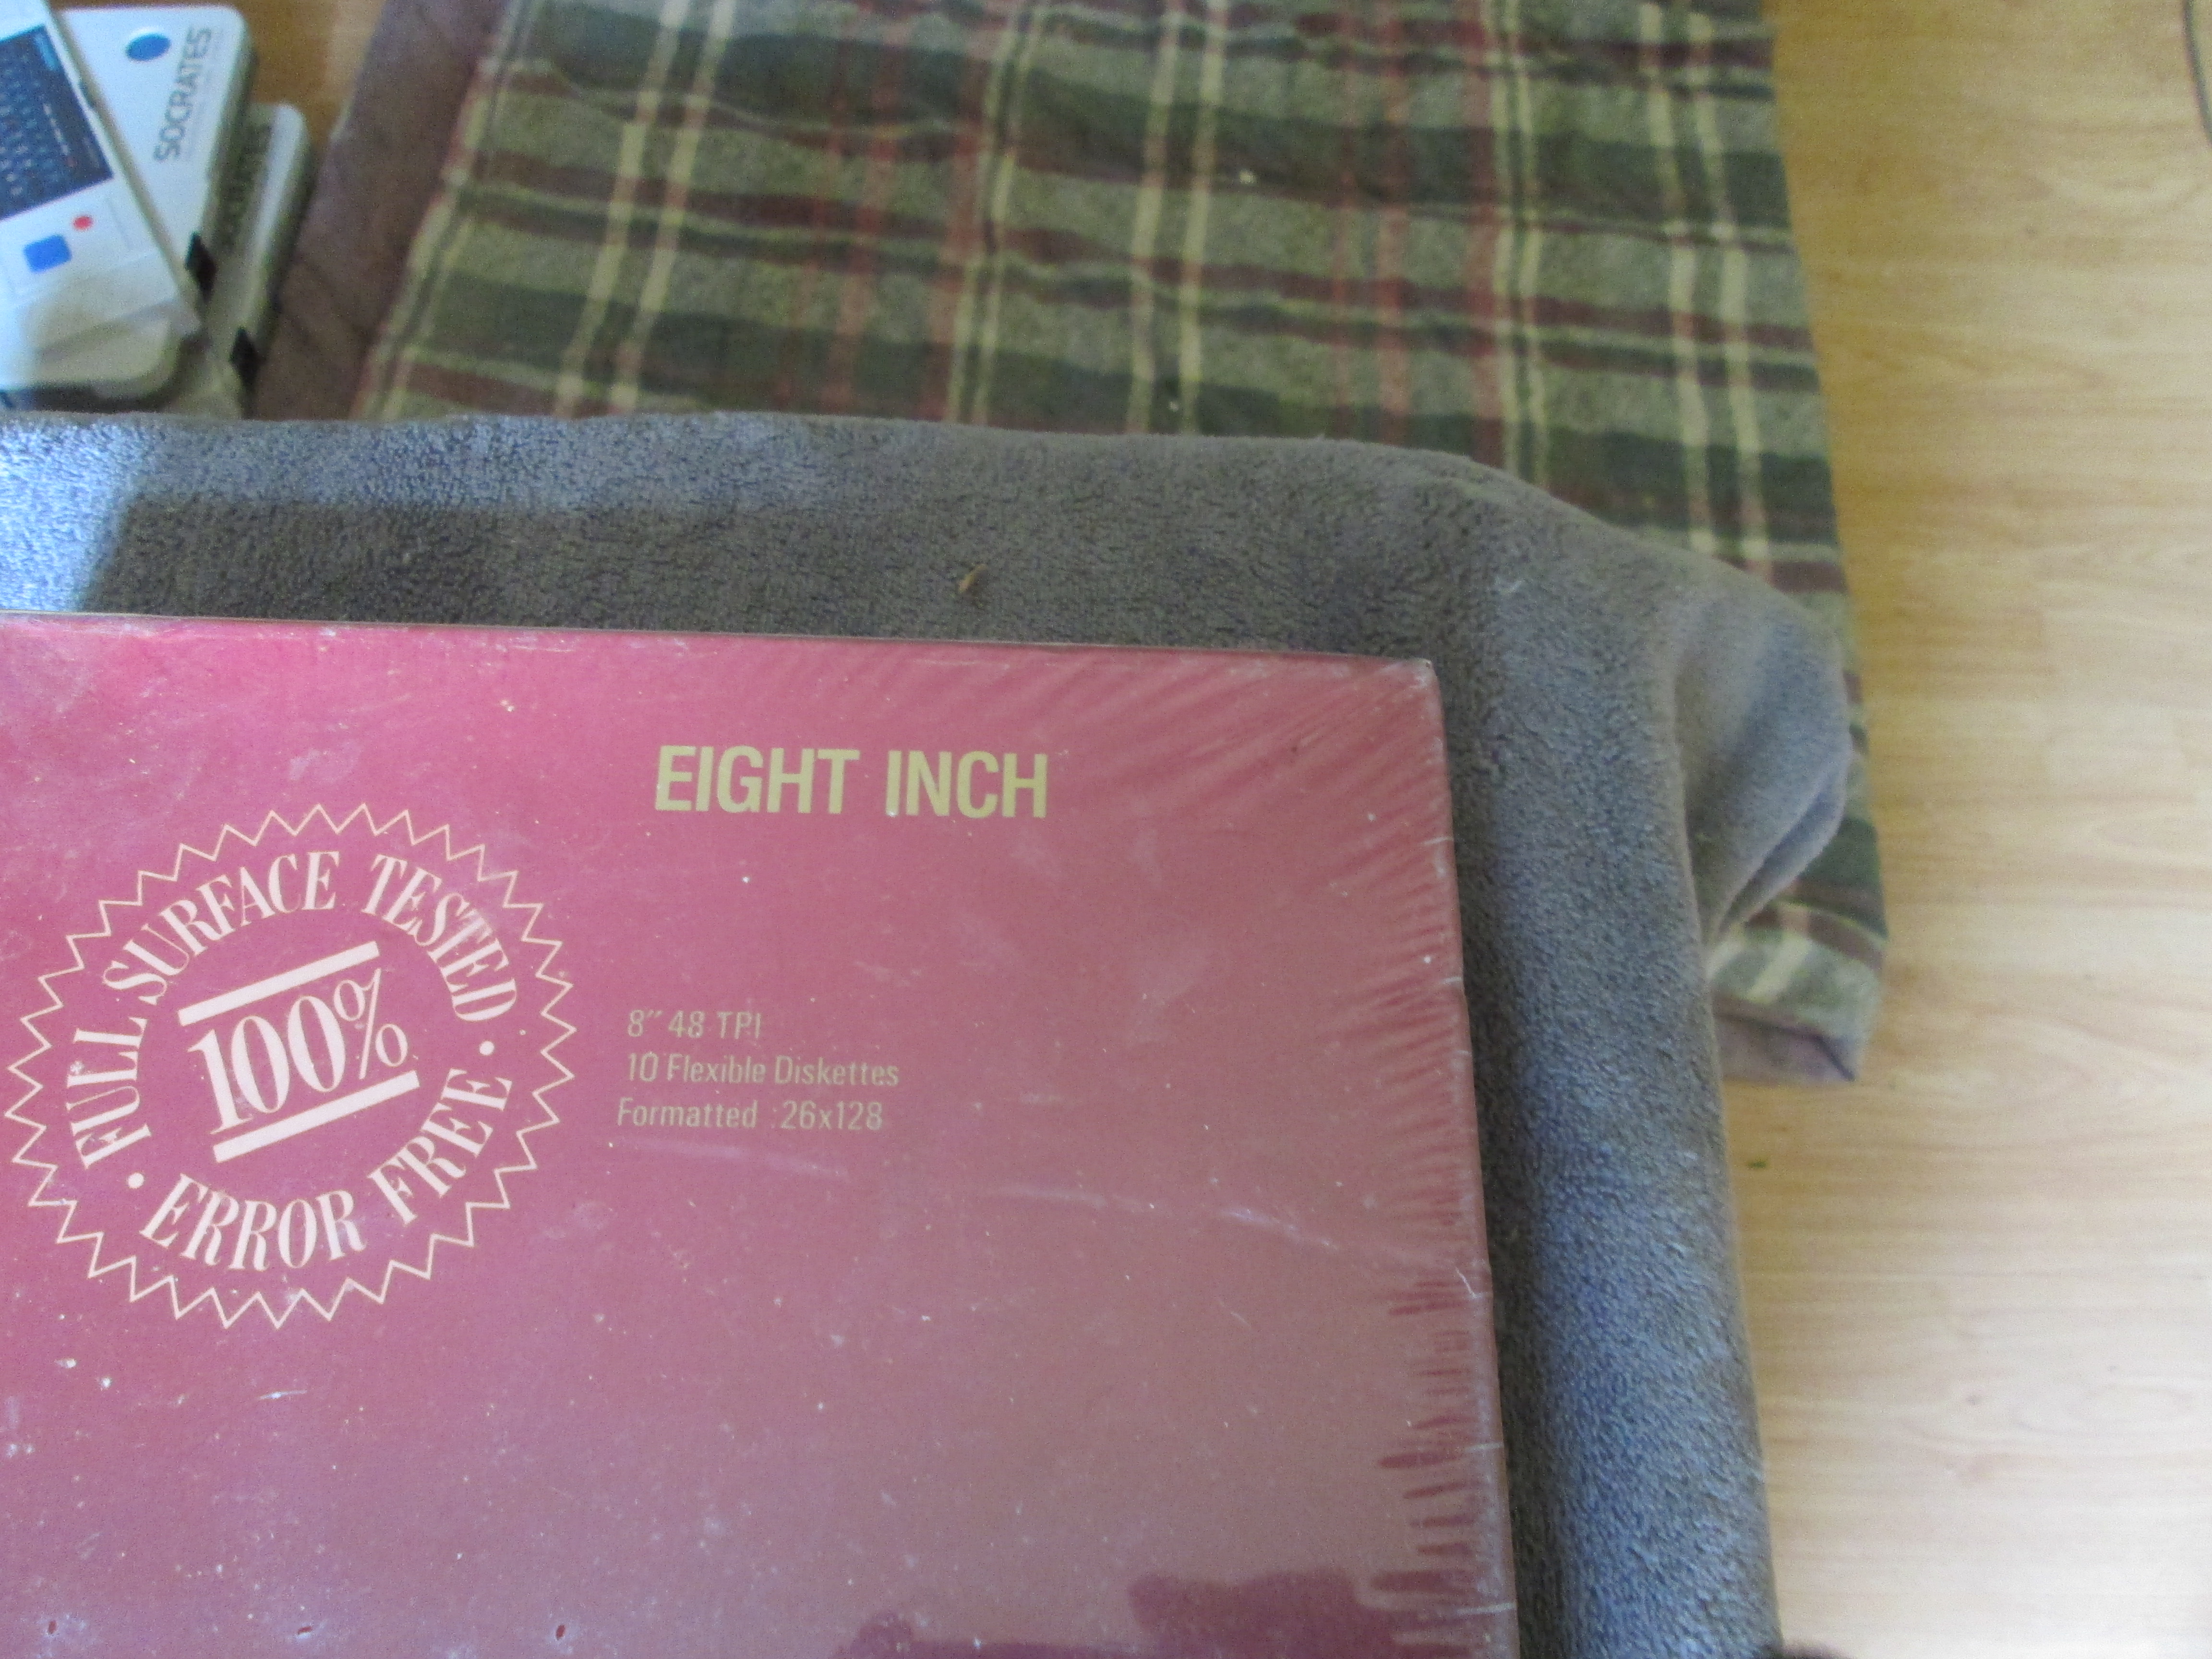 SOCRATES
EIGHT INCH
FULL SURFACE TESTED
100%
ERROR FREE
8" 48 TPI
10 Flexible Diskettes
Formatted :26x128